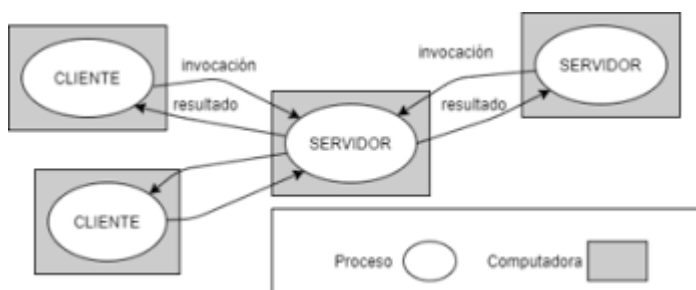 CLIENTE
invocación
resultado
SERVIDOR
invocación
resultado
SERVIDOR
CLIENTE
Proceso
Computadora